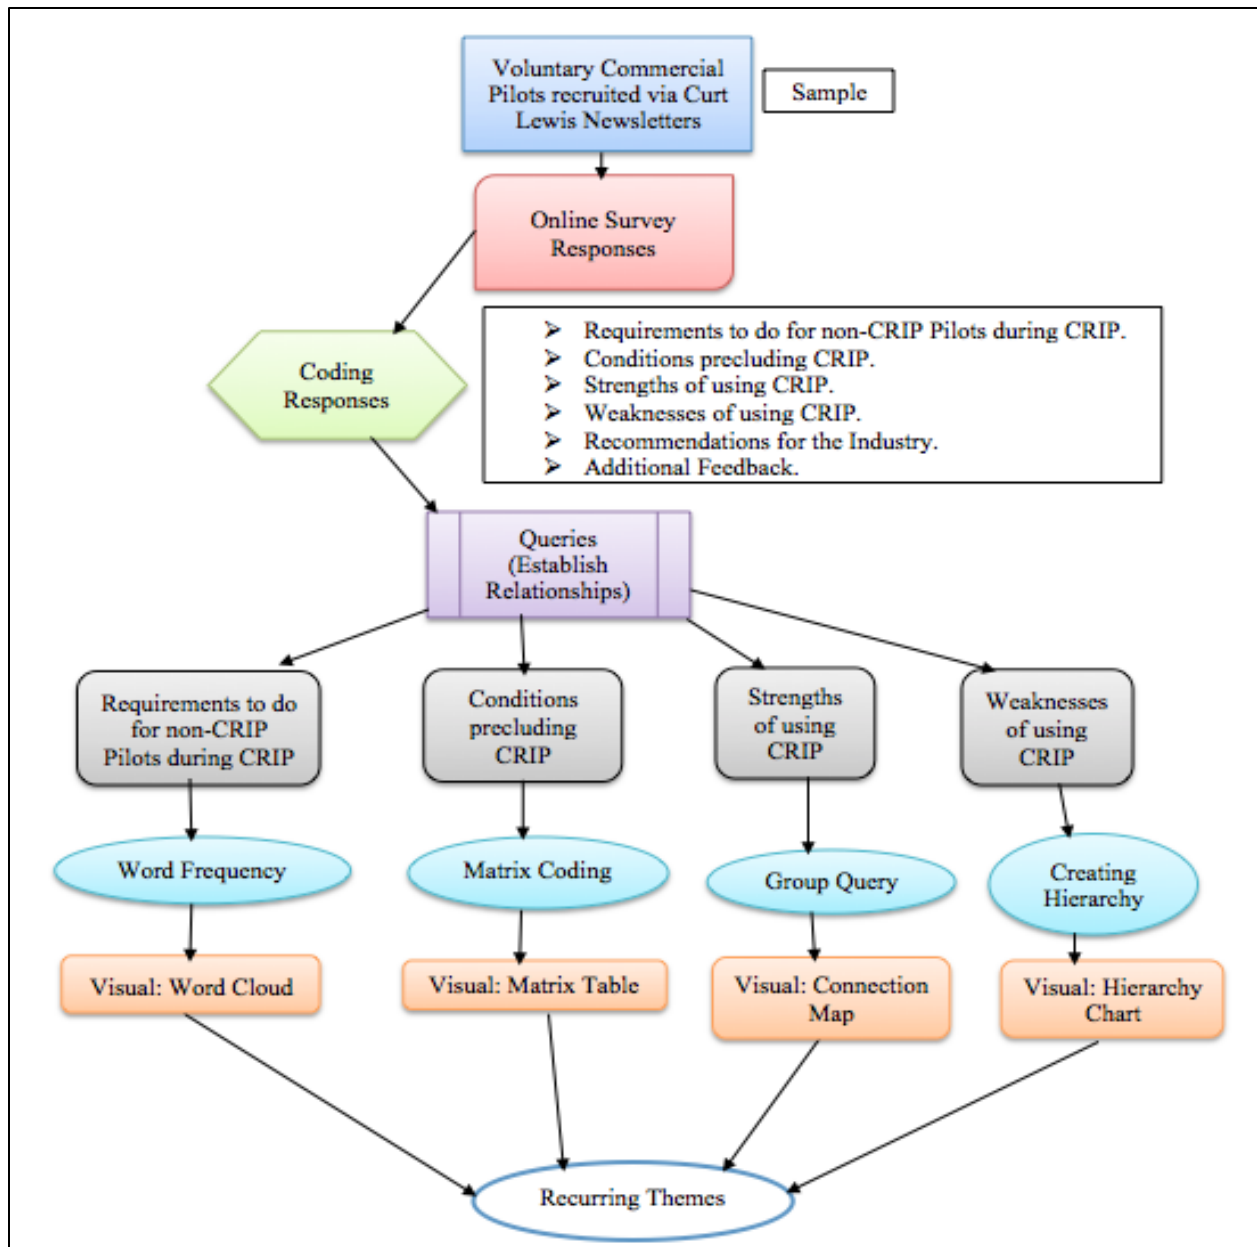 Voluntary Commercial
Pilots recruited via Curt
Lewis Newsletters
Sample
Online Survey
Responses
Coding
Responses
➢ Requirements to do for non-CRIP Pilots during CRIP.
➢ Conditions precluding CRIP.
➢ Strengths of using CRIP.
➢ Weaknesses of using CRIP.
➢ Recommendations for the Industry.
➢ Additional Feedback.
Queries
(Establish
Relationships)
Requirements to do
for non-CRIP
Pilots during CRIP
Conditions
precluding
CRIP
Strengths
of using
CRIP
Weaknesses
of using
CRIP
Word Frequency
Matrix Coding
Group Query
Creating
Hierarchy
Visual: Word Cloud
Visual: Matrix Table
Visual: Connection
Map
Visual: Hierarchy
Chart
Recurring Themes